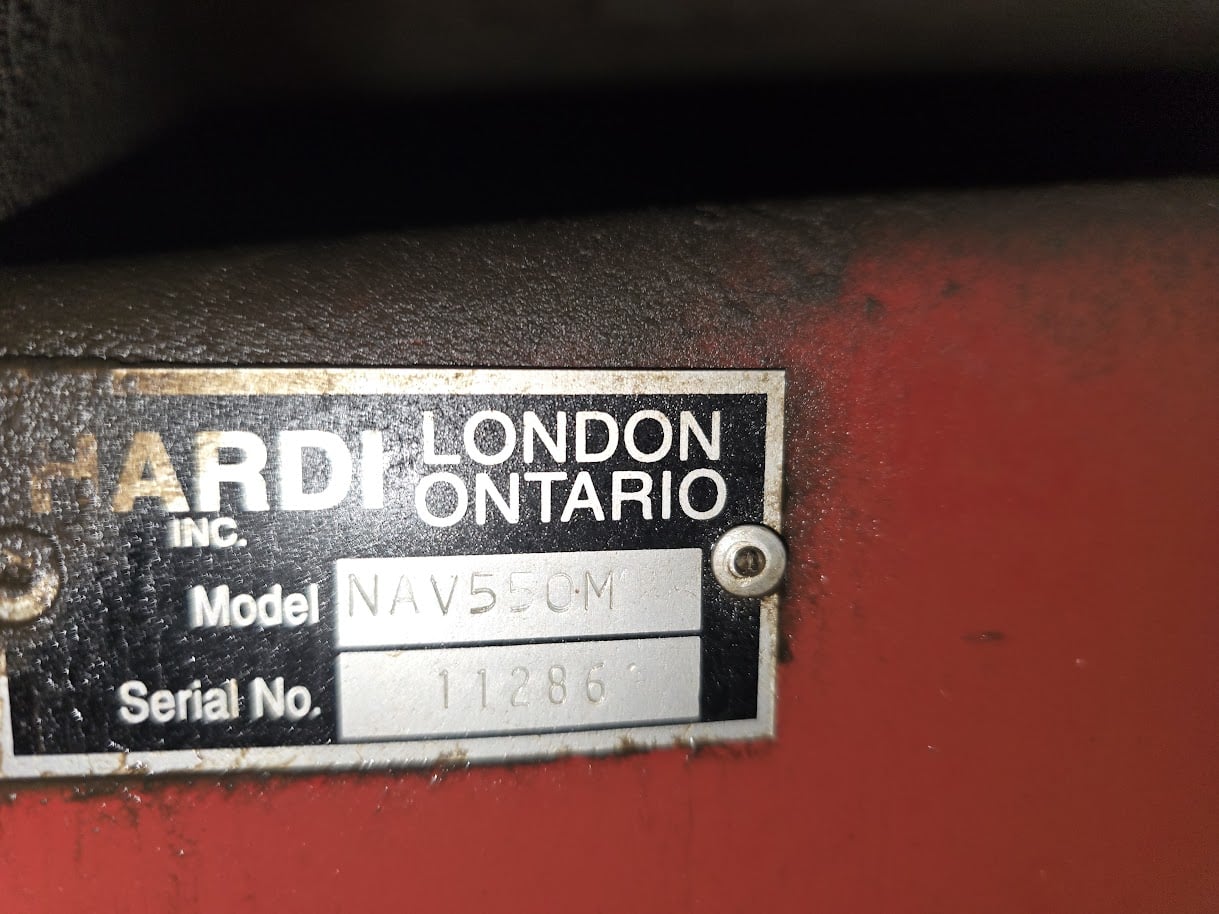 HARDI
INC.
LONDON
ONTARIO
Model NAV550M
Serial No. 11286